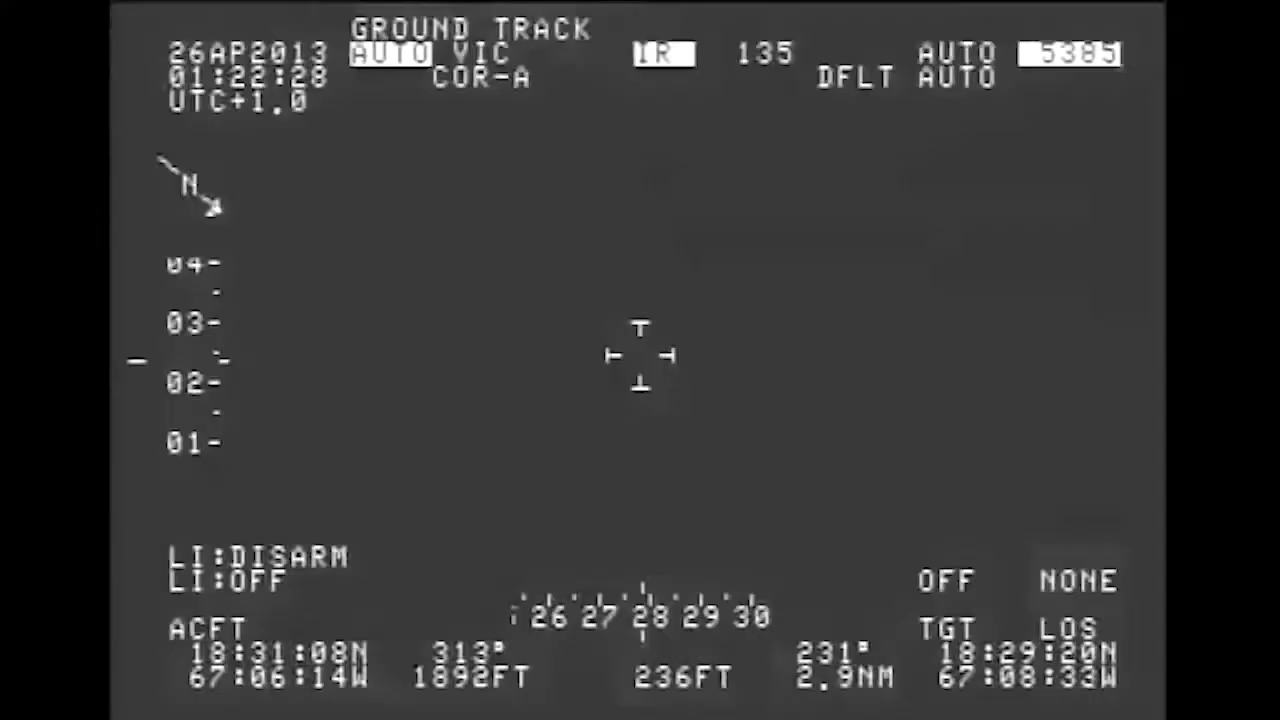 GROUND TRACK
26AP2013 AUTO VIC IR 135 AUTO 5385
01:22:28 COR-A DFLT AUTO
UTC+1.0
N
04-
03-
02-
01-
LI:DISARM
LI:OFF OFF NONE
26 27 28 29 30
ACFT TGT LOS
18:31:08N 313° 231° 18:29:20N
67:06:14W 1892FT 236FT 2.9NM 67:08:33W